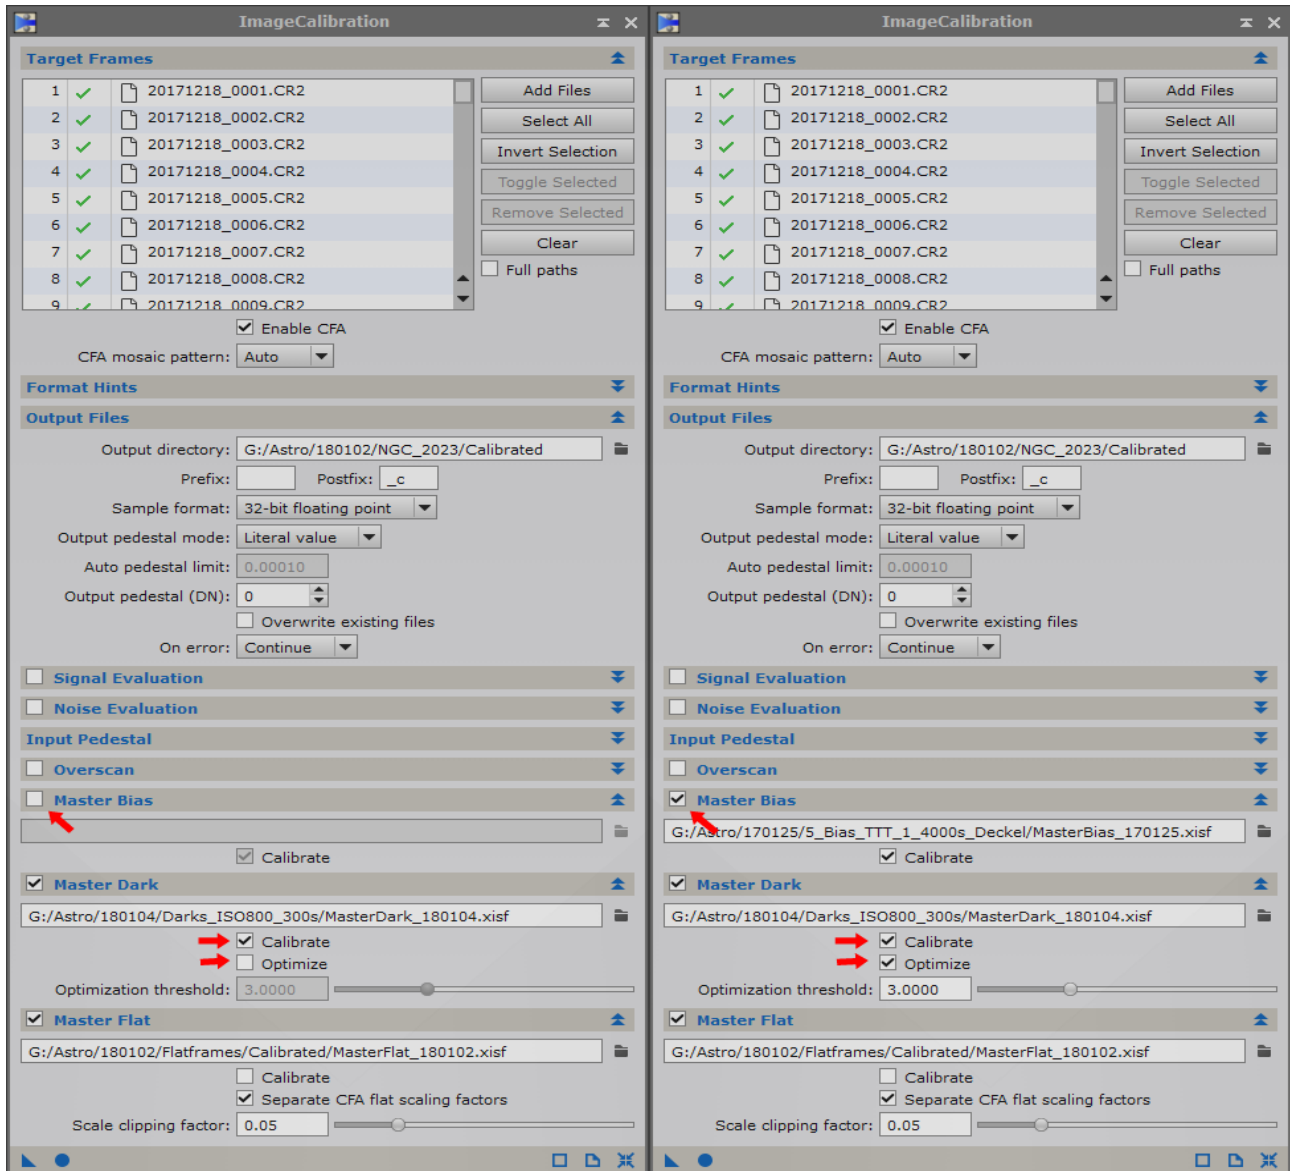 ImageCalibration
Target Frames
1 20171218_0001.CR2 Add Files
2 20171218_0002.CR2 Select All
3 20171218_0003.CR2 Invert Selection
4 20171218_0004.CR2 Toggle Selected
5 20171218_0005.CR2 Remove Selected
6 20171218_0006.CR2
7 20171218_0007.CR2 Clear
8 20171218_0008.CR2 Full paths
9 20171218_0009.CR2
Enable CFA
CFA mosaic pattern: Auto
Format Hints
Output Files
Output directory: G:/Astro/180102/NGC_2023/Calibrated
Prefix: Postfix: _c
Sample format: 32-bit floating point
Output pedestal mode: Literal value
Auto pedestal limit: 0.00010
Output pedestal (DN): 0
Overwrite existing files
On error: Continue
Signal Evaluation
Noise Evaluation
Input Pedestal
Overscan
Master Bias
Calibrate
Master Dark
G:/Astro/180104/Darks_ISO800_300s/MasterDark_180104.xisf
Calibrate
Optimize
Optimization threshold: 3.0000
Master Flat
G:/Astro/180102/Flatframes/Calibrated/MasterFlat_180102.xisf
Calibrate
Separate CFA flat scaling factors
Scale clipping factor: 0.05
ImageCalibration
Target Frames
1 20171218_0001.CR2 Add Files
2 20171218_0002.CR2 Select All
3 20171218_0003.CR2 Invert Selection
4 20171218_0004.CR2 Toggle Selected
5 20171218_0005.CR2 Remove Selected
6 20171218_0006.CR2
7 20171218_0007.CR2 Clear
8 20171218_0008.CR2 Full paths
9 20171218_0009.CR2
Enable CFA
CFA mosaic pattern: Auto
Format Hints
Output Files
Output directory: G:/Astro/180102/NGC_2023/Calibrated
Prefix: Postfix: _c
Sample format: 32-bit floating point
Output pedestal mode: Literal value
Auto pedestal limit: 0.00010
Output pedestal (DN): 0
Overwrite existing files
On error: Continue
Signal Evaluation
Noise Evaluation
Input Pedestal
Overscan
Master Bias
G:/Astro/170125/5_Bias_TTT_1_4000s_Deckel/MasterBias_170125.xisf
Calibrate
Master Dark
G:/Astro/180104/Darks_ISO800_300s/MasterDark_180104.xisf
Calibrate
Optimize
Optimization threshold: 3.0000
Master Flat
G:/Astro/180102/Flatframes/Calibrated/MasterFlat_180102.xisf
Calibrate
Separate CFA flat scaling factors
Scale clipping factor: 0.05